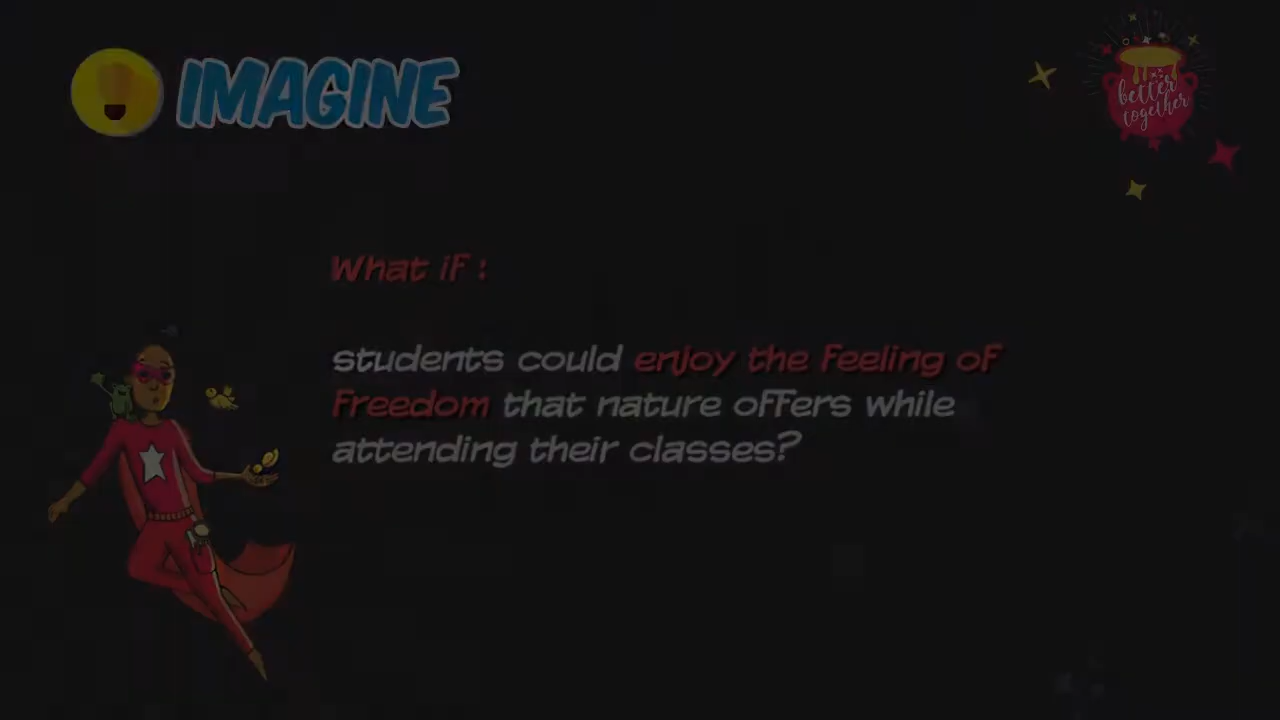 IMAGINE
better
together
What if :
students could enjoy the feeling of
freedom that nature offers while
attending their classes?